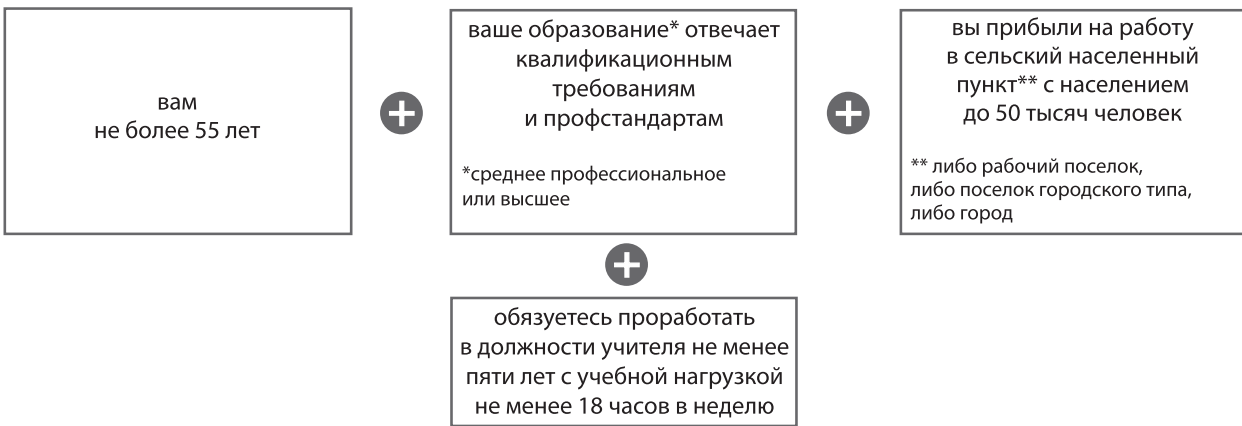 вам
не более 55 лет
ваше образование* отвечает
квалификационным
требованиям
и профстандартам
*среднее профессиональное
или высшее
вы прибыли на работу
в сельский населенный
пункт** с населением
до 50 тысяч человек
** либо рабочий поселок,
либо поселок городского типа,
либо город
обязуетесь проработать
в должности учителя не менее
пяти лет с учебной нагрузкой
не менее 18 часов в неделю